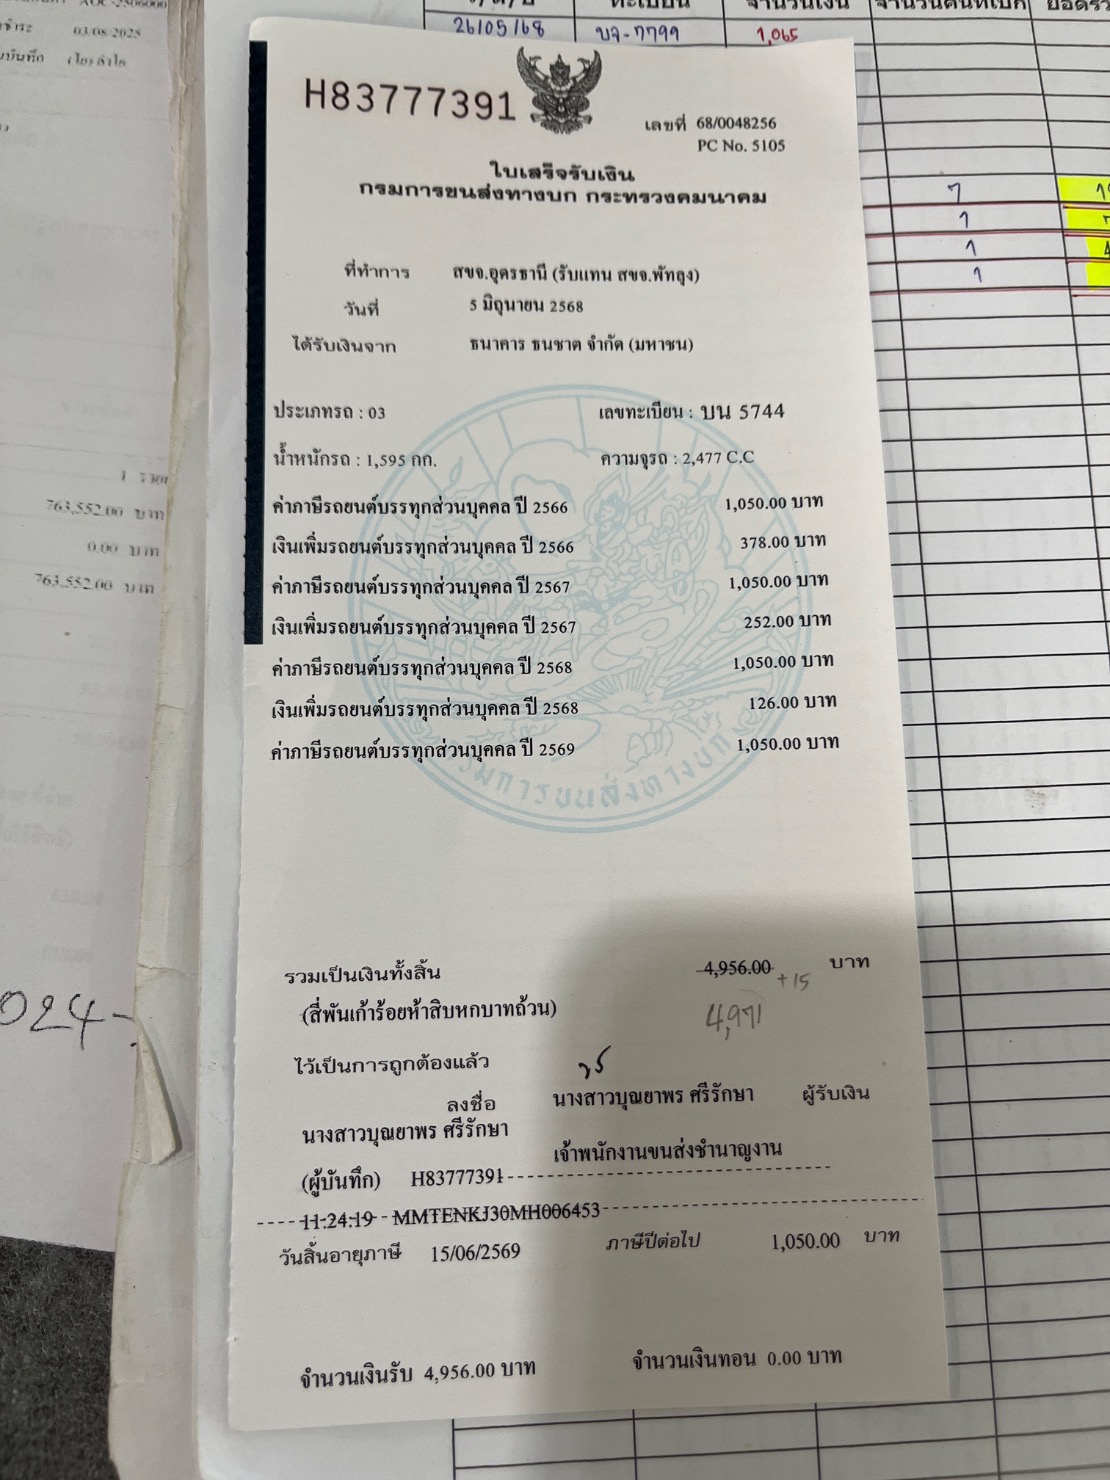 03/08/2025
26/05/68 บจ-7799 1,065
H83777391
เลขที่ 68/0048256
PC No. 5105
ใบเสร็จรับเงิน
กรมการขนส่งทางบก กระทรวงคมนาคม
ที่ทำการ สขจ.อุดรธานี (รับแทน สขจ.พัทลุง)
วันที่ 5 มิถุนายน 2568
ได้รับเงินจาก ธนาคาร ธนชาต จำกัด (มหาชน)
ประเภทรถ : 03 เลขทะเบียน : บน 5744
น้ำหนักรถ : 1,595 กก. ความจุรถ : 2,477 C.C
ค่าภาษีรถยนต์บรรทุกส่วนบุคคล ปี 2566 1,050.00 บาท
เงินเพิ่มรถยนต์บรรทุกส่วนบุคคล ปี 2566 378.00 บาท
ค่าภาษีรถยนต์บรรทุกส่วนบุคคล ปี 2567 1,050.00 บาท
เงินเพิ่มรถยนต์บรรทุกส่วนบุคคล ปี 2567 252.00 บาท
ค่าภาษีรถยนต์บรรทุกส่วนบุคคล ปี 2568 1,050.00 บาท
เงินเพิ่มรถยนต์บรรทุกส่วนบุคคล ปี 2568 126.00 บาท
ค่าภาษีรถยนต์บรรทุกส่วนบุคคล ปี 2569 1,050.00 บาท
กรมการขนส่งทางบก
763,552.00 บาท
0.00 บาท
763,552.00 บาท
รวมเป็นเงินทั้งสิ้น 4,956.00 บาท
+15
(สี่พันเก้าร้อยห้าสิบหกบาทถ้วน) 4,971
024-
ไว้เป็นการถูกต้องแล้ว
ลงชื่อ นางสาวบุณยาพร ศรีรักษา ผู้รับเงิน
นางสาวบุณยาพร ศรีรักษา
เจ้าพนักงานขนส่งชำนาญงาน
(ผู้บันทึก) H83777391
11:24:19 MMTENKJ30MH006453
วันสิ้นอายุภาษี 15/06/2569 ภาษีปีต่อไป 1,050.00 บาท
จำนวนเงินรับ 4,956.00 บาท จำนวนเงินทอน 0.00 บาท